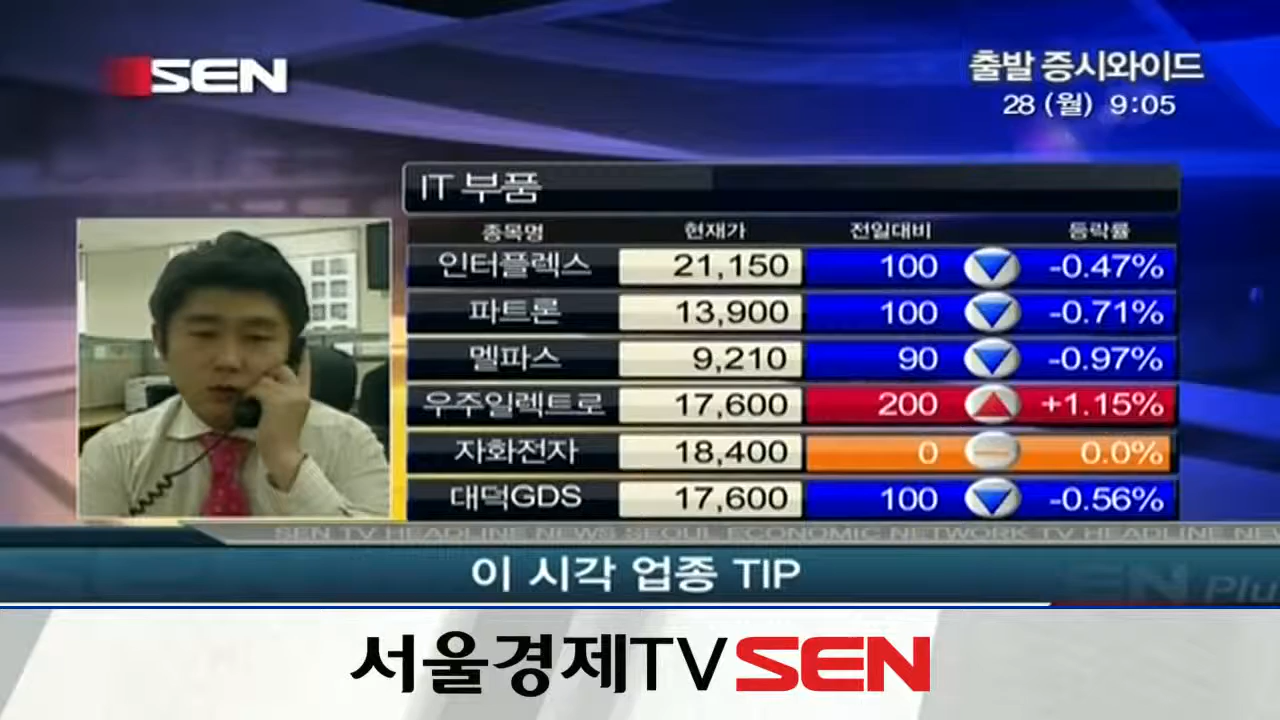 SEN
출발 증시와이드
28 (월) 9:05
IT 부품
종목명 현재가 전일대비 등락률
인터플렉스 21,150 100 -0.47%
파트론 13,900 100 -0.71%
멜파스 9,210 90 -0.97%
우주일렉트로 17,600 200 +1.15%
자화전자 18,400 0 0.0%
대덕GDS 17,600 100 -0.56%
SEN TV HEADLINE NEWS SEOUL ECONOMIC NETWORK TV HEADLINE NE
이 시각 업종 TIP
SEN Plu
서울경제TV SEN